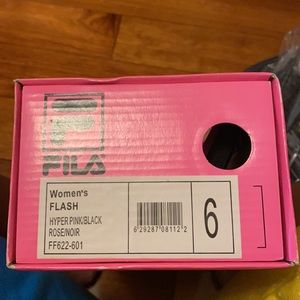 FILA
Women's
FLASH
HYPER PINK/BLACK
ROSE/NOIR
FF622-601
6 29287 08112 2
6